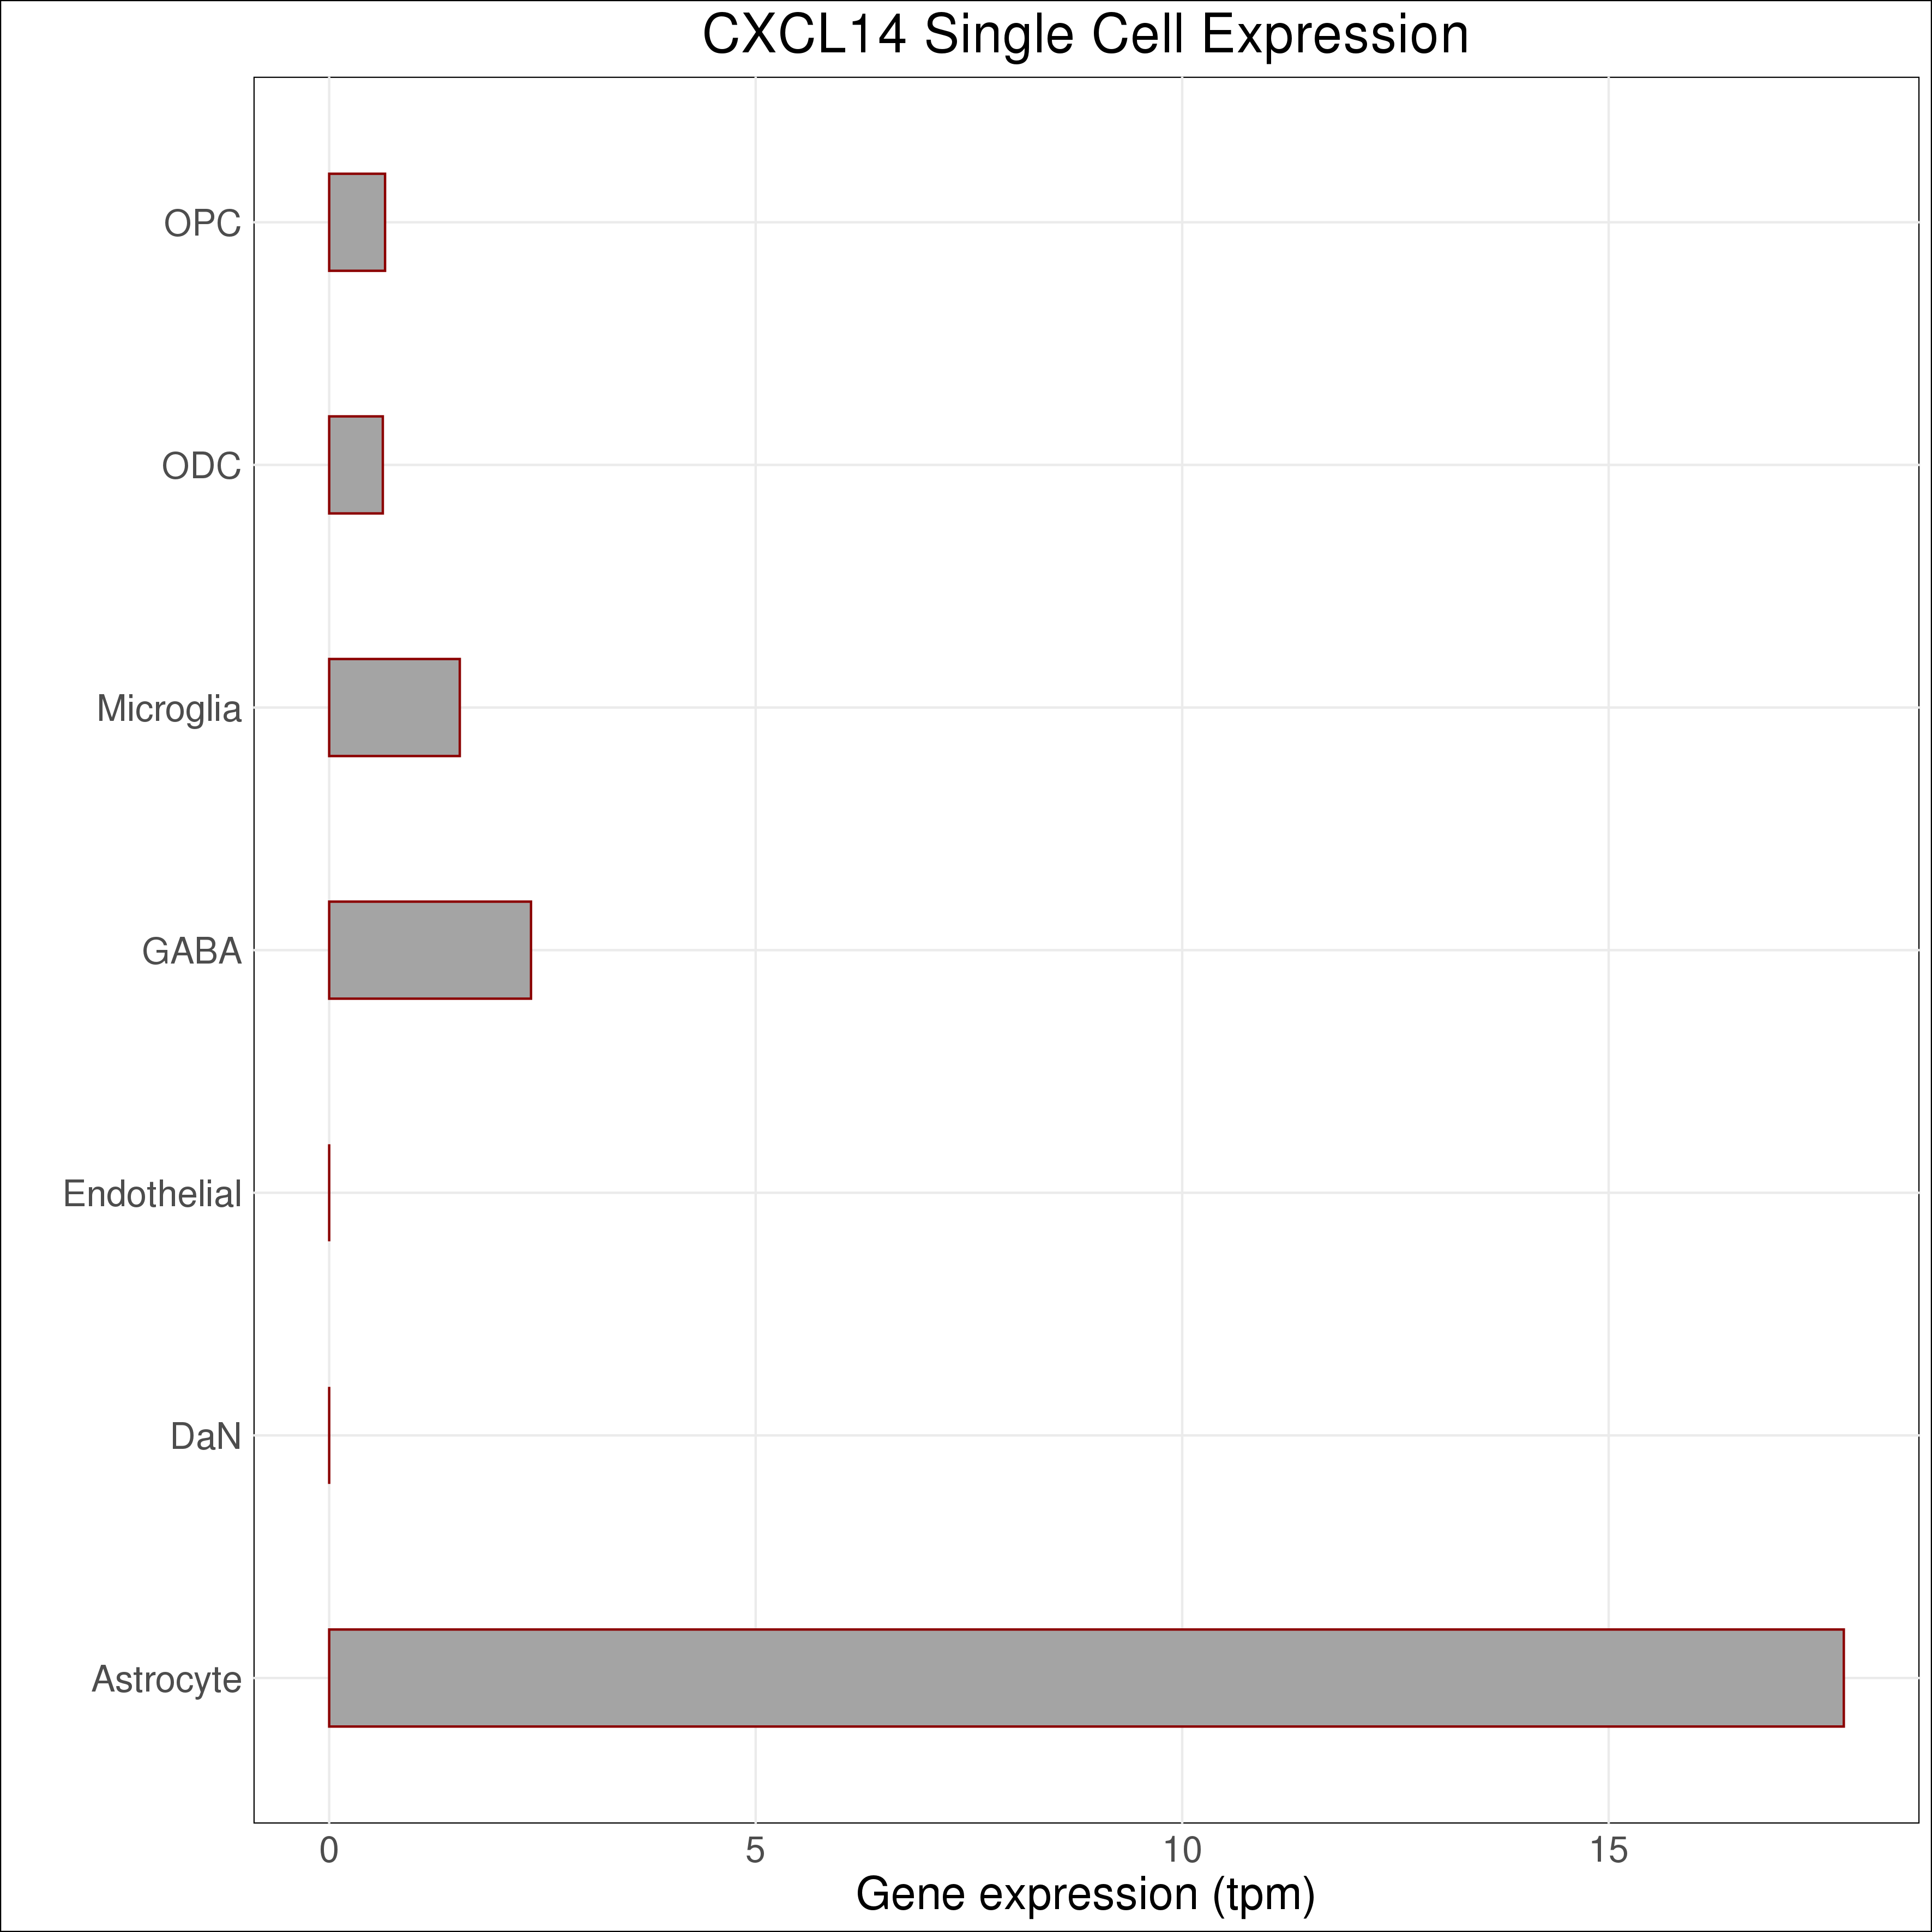 CXCL14 Single Cell Expression
OPC
ODC
Microglia
GABA
Endothelial
DaN
Astrocyte
0 5 10 15
Gene expression (tpm)